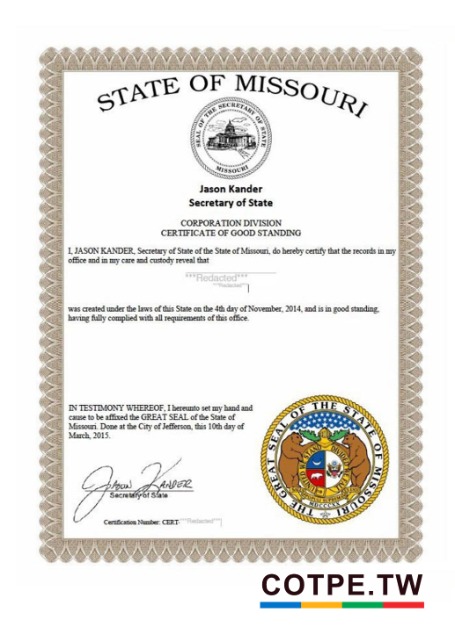 STATE OF MISSOURI
SEAL OF THE SECRETARY OF STATE
MISSOURI
Jason Kander
Secretary of State
CORPORATION DIVISION
CERTIFICATE OF GOOD STANDING
I, JASON KANDER, Secretary of State of the State of Missouri, do hereby certify that the records in my
office and in my care and custody reveal that
***Redacted***
***Redacted***
was created under the laws of this State on the 4th day of November, 2014, and is in good standing,
having fully complied with all requirements of this office.
IN TESTIMONY WHEREOF, I hereunto set my hand and
cause to be affixed the GREAT SEAL of the State of
Missouri. Done at the City of Jefferson, this 10th day of
March, 2015.
THE GREAT SEAL OF THE STATE OF MISSOURI
Jason Kander
Secretary of State
Certification Number: CERT-***Redacted***
COTPE.TW